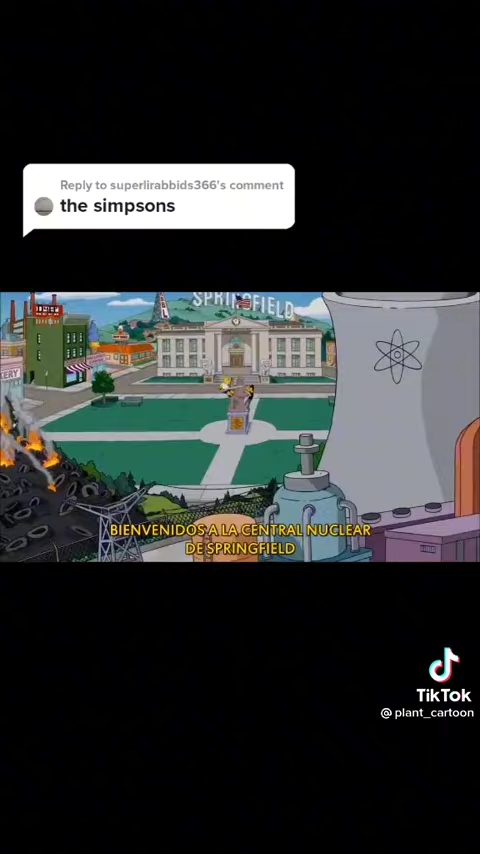 Reply to superlirabbids366's comment
the simpsons
SPRINGFIELD
BIENVENIDOS A LA CENTRAL NUCLEAR
DE SPRINGFIELD
TikTok
@ plant_cartoon